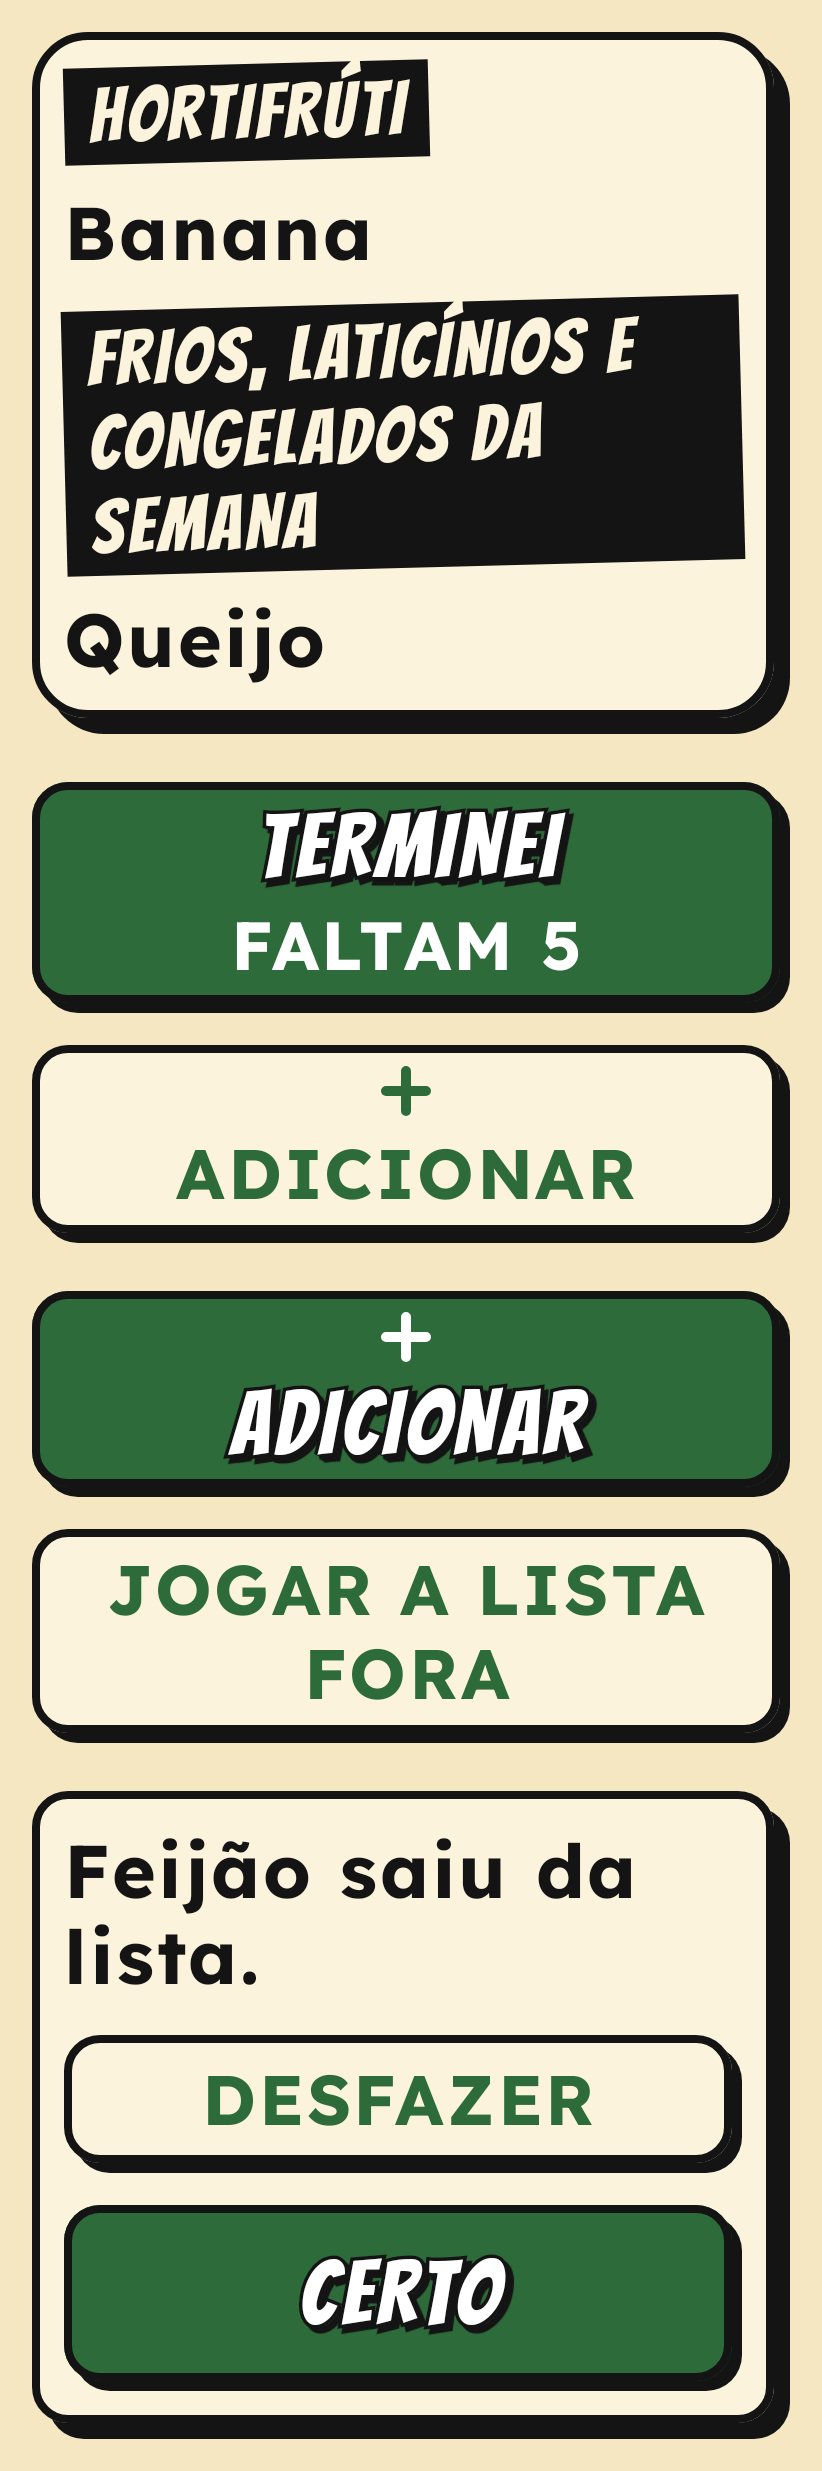 HORTIFRÚTI
Banana
FRIOS, LATICÍNIOS E
CONGELADOS DA
SEMANA
Queijo
TERMINEI
FALTAM 5
+
ADICIONAR
+
ADICIONAR
JOGAR A LISTA
FORA
Feijão saiu da
lista.
DESFAZER
CERTO